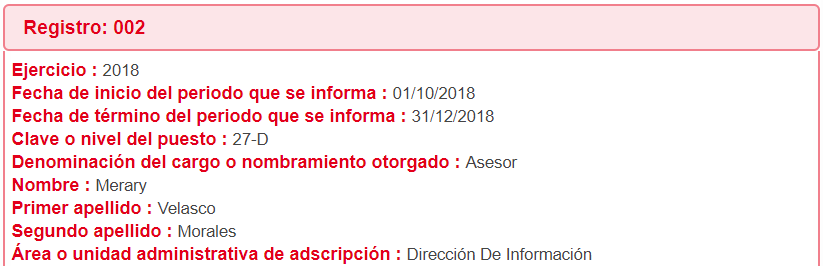 Registro: 002
Ejercicio : 2018
Fecha de inicio del periodo que se informa : 01/10/2018
Fecha de término del periodo que se informa : 31/12/2018
Clave o nivel del puesto : 27-D
Denominación del cargo o nombramiento otorgado : Asesor
Nombre : Merary
Primer apellido : Velasco
Segundo apellido : Morales
Área o unidad administrativa de adscripción : Dirección De Información